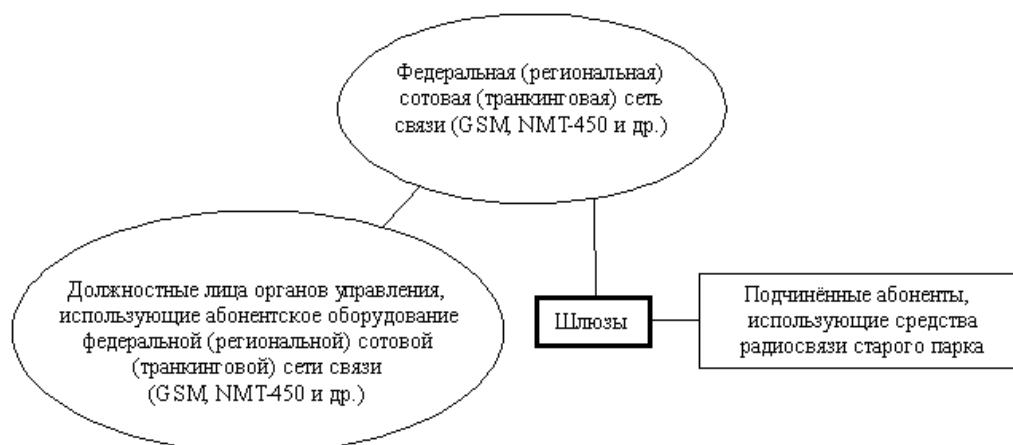 Федеральная (региональная)
сотовая (транкинговая) сеть
связи (GSM, NMT-450 и др.)
Должностные лица органов управления,
использующие абонентское оборудование
федеральной (региональной) сотовой
(транкинговой) сети связи
(GSM, NMT-450 и др.)
Шлюзы
Подчинённые абоненты,
использующие средства
радиосвязи старого парка